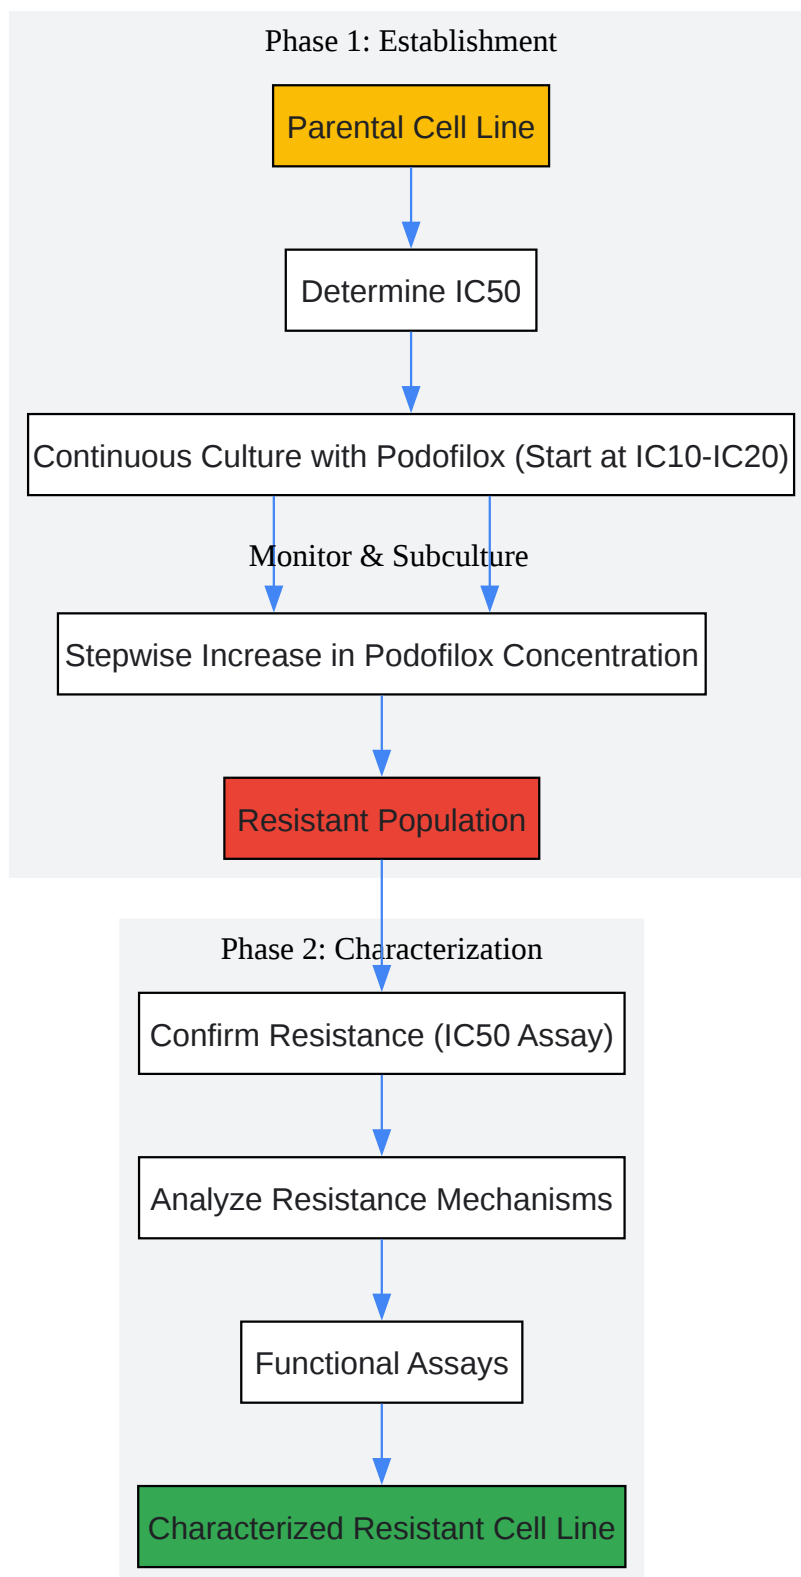 Phase 1: Establishment
Parental Cell Line
Determine IC50
Continuous Culture with Podofilox (Start at IC10-IC20)
Monitor & Subculture
Stepwise Increase in Podofilox Concentration
Resistant Population
Phase 2: Characterization
Confirm Resistance (IC50 Assay)
Analyze Resistance Mechanisms
Functional Assays
Characterized Resistant Cell Line